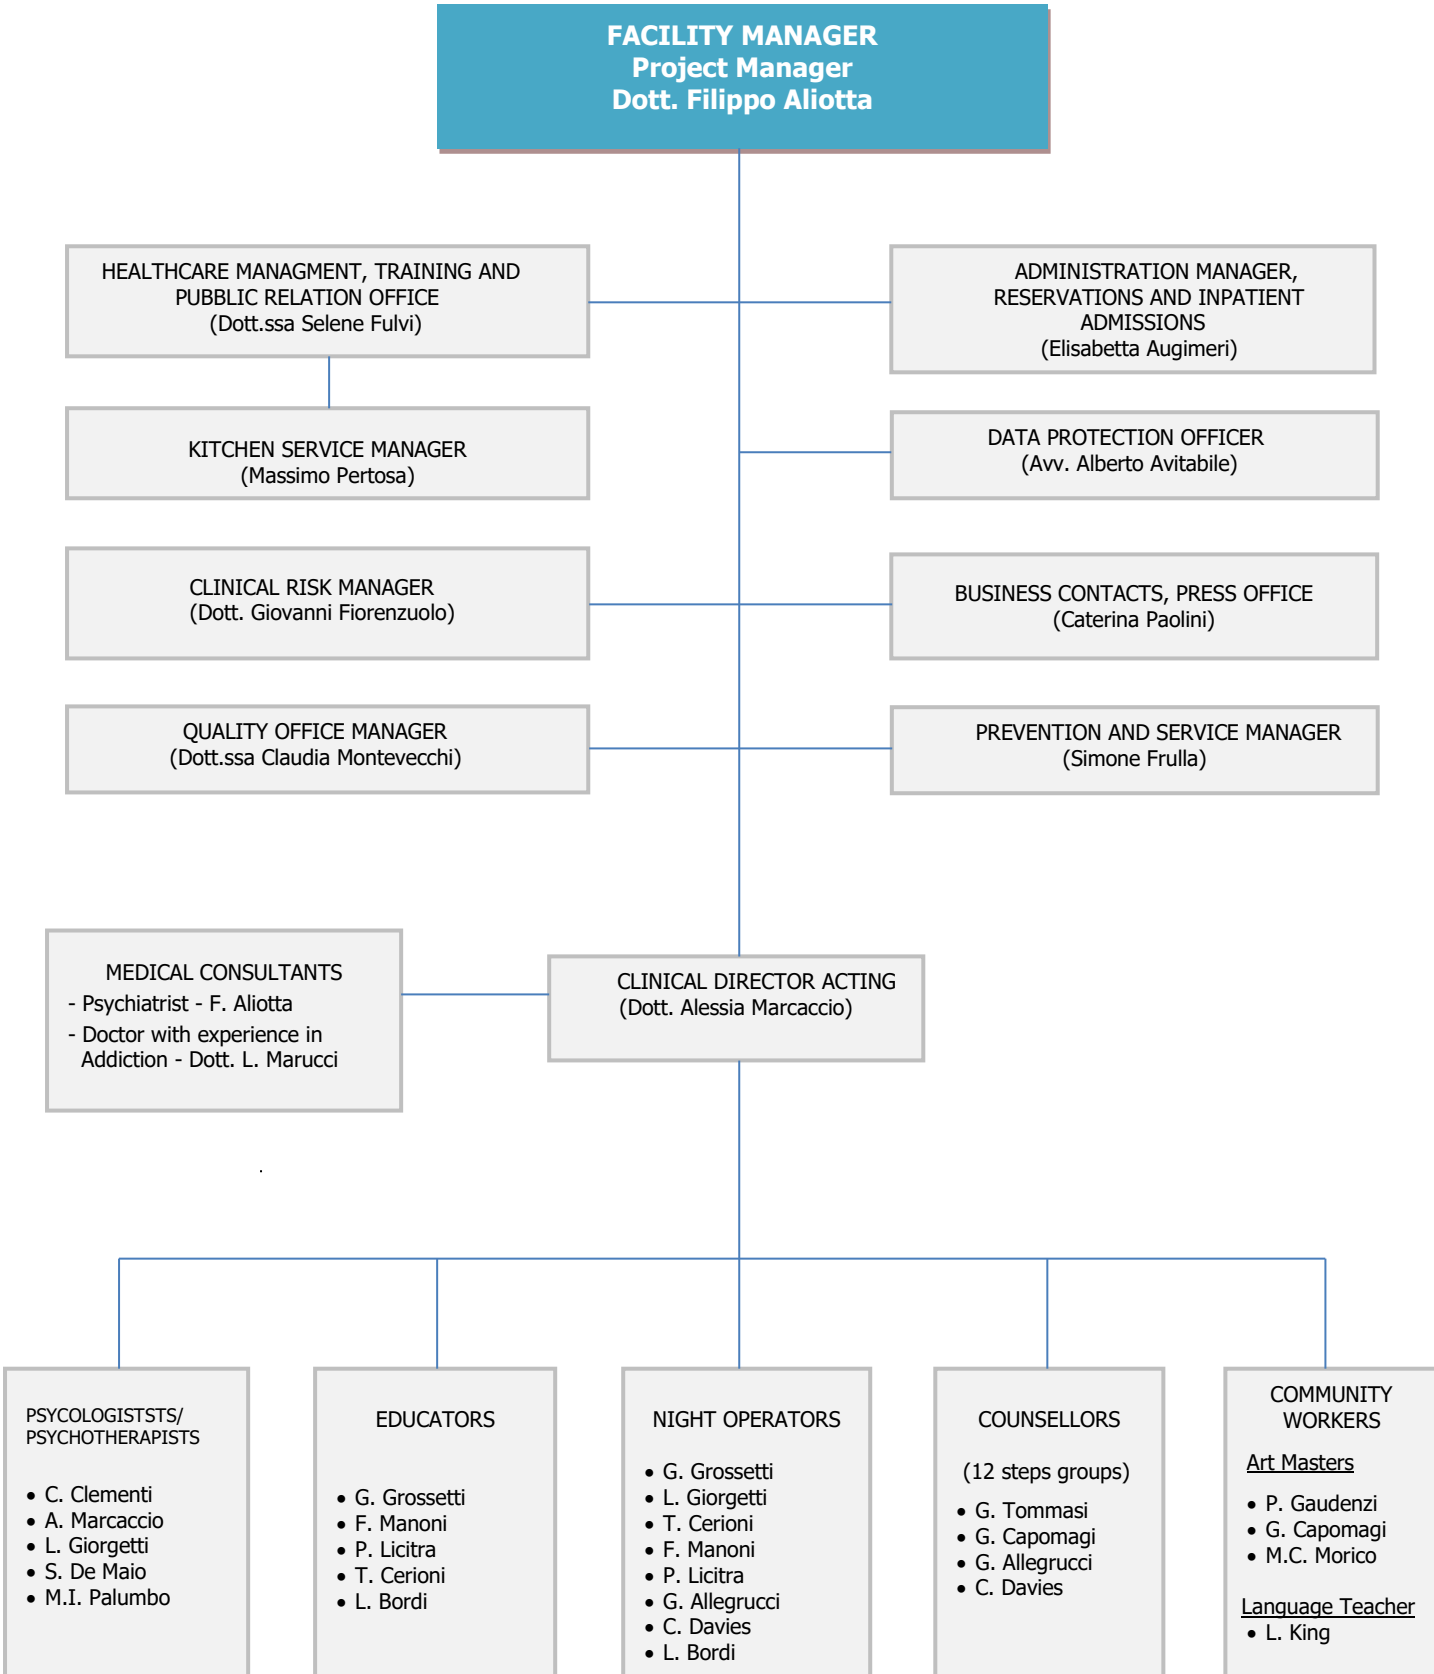 FACILITY MANAGER
Project Manager
Dott. Filippo Aliotta
HEALTHCARE MANAGMENT, TRAINING AND
PUBBLIC RELATION OFFICE
(Dott.ssa Selene Fulvi)
ADMINISTRATION MANAGER,
RESERVATIONS AND INPATIENT
ADMISSIONS
(Elisabetta Augimeri)
KITCHEN SERVICE MANAGER
(Massimo Pertosa)
DATA PROTECTION OFFICER
(Avv. Alberto Avitabile)
CLINICAL RISK MANAGER
(Dott. Giovanni Fiorenzuolo)
BUSINESS CONTACTS, PRESS OFFICE
(Caterina Paolini)
QUALITY OFFICE MANAGER
(Dott.ssa Claudia Montevecchi)
PREVENTION AND SERVICE MANAGER
(Simone Frulla)
MEDICAL CONSULTANTS
- Psychiatrist - F. Aliotta
- Doctor with experience in
Addiction - Dott. L. Marucci
CLINICAL DIRECTOR ACTING
(Dott. Alessia Marcaccio)
.
PSYCOLOGISTSTS/
PSYCHOTHERAPISTS
• C. Clementi
• A. Marcaccio
• L. Giorgetti
• S. De Maio
• M.I. Palumbo
EDUCATORS
• G. Grossetti
• F. Manoni
• P. Licitra
• T. Cerioni
• L. Bordi
NIGHT OPERATORS
• G. Grossetti
• L. Giorgetti
• T. Cerioni
• F. Manoni
• P. Licitra
• G. Allegrucci
• C. Davies
• L. Bordi
COUNSELLORS
(12 steps groups)
• G. Tommasi
• G. Capomagi
• G. Allegrucci
• C. Davies
COMMUNITY
WORKERS
Art Masters
• P. Gaudenzi
• G. Capomagi
• M.C. Morico
Language Teacher
• L. King